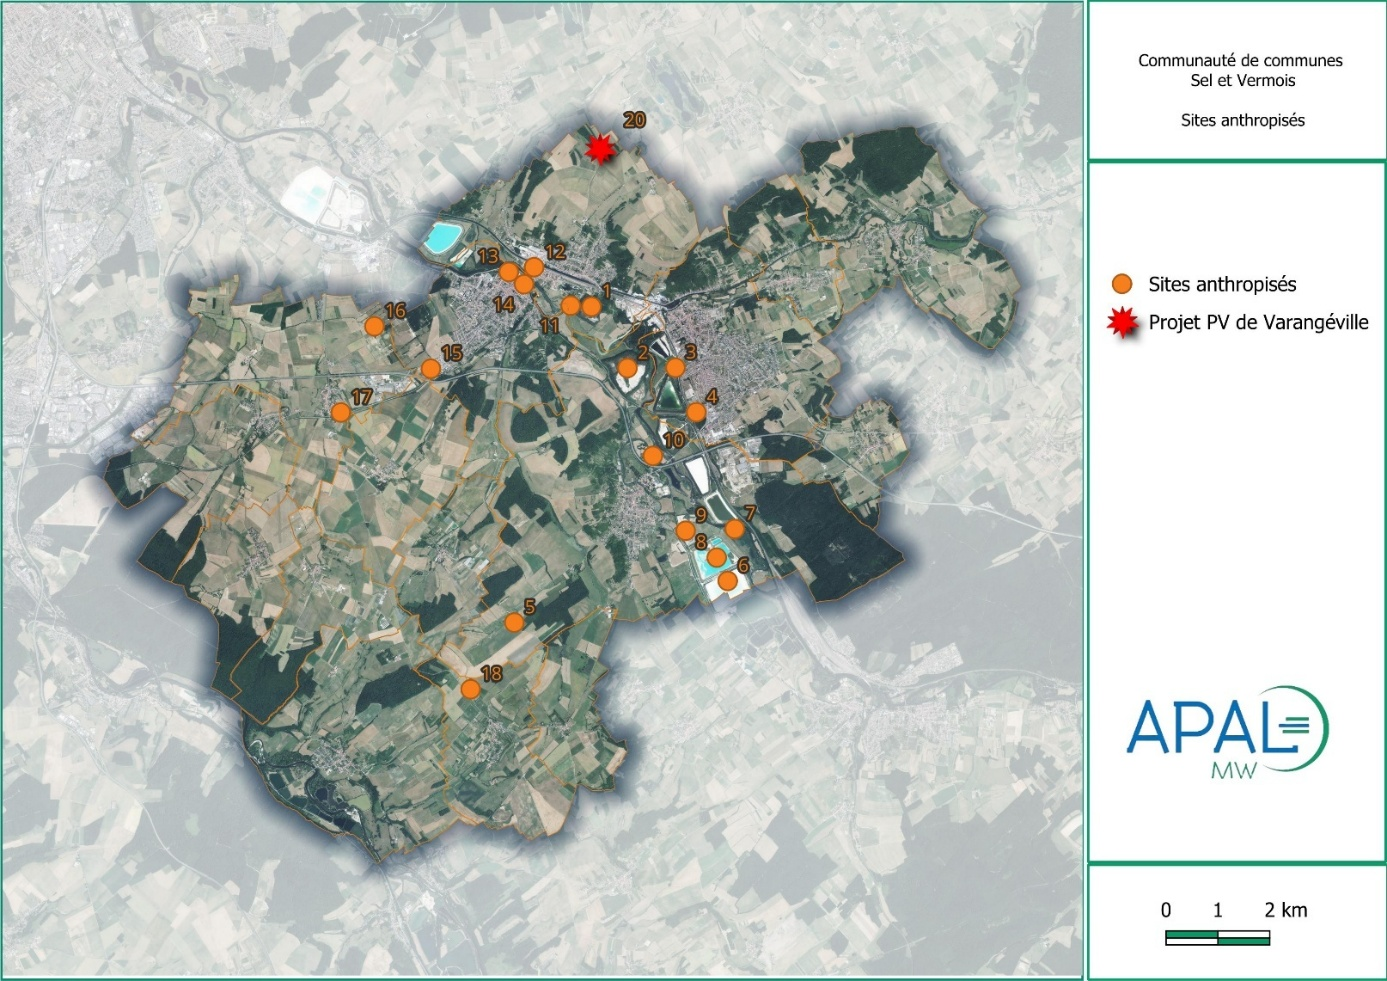 Communauté de communes
Sel et Vermois
Sites anthropisés
Sites anthropisés
Projet PV de Varangéville
20
12
13
14
1
11
16
15
2
3
17
4
10
9
7
8
6
5
18
APAL
MW
0 1 2 km